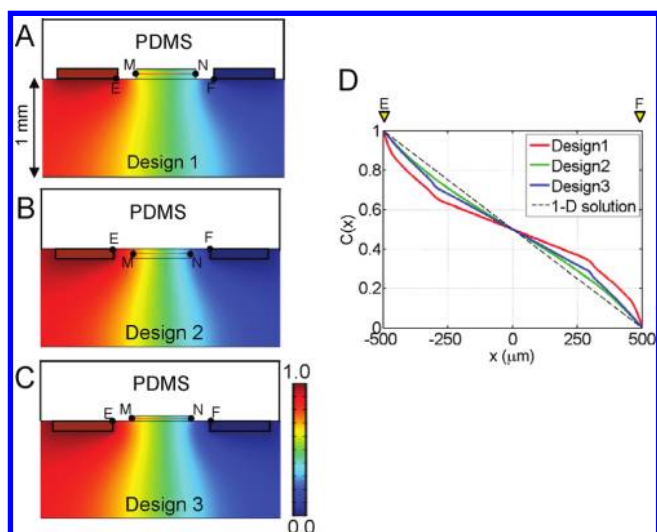 A
PDMS
M
N
E
F
1 mm
Design 1
B
PDMS
E
F
M
N
Design 2
C
PDMS
1.0
E
M
N
F
Design 3
0.0
D
E
F
1
0.8
0.6
0.4
0.2
0
C(x)
Design1
Design2
Design3
1-D solution
-500
-250
0
250
500
x (μm)